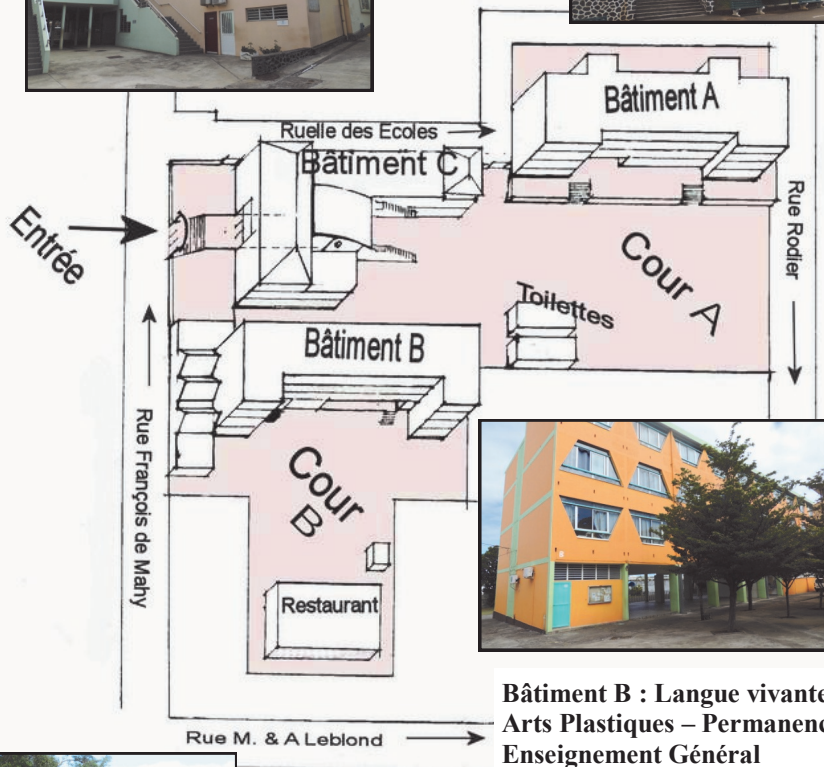 Bâtiment A
Ruelle des Ecoles
Bâtiment C
Entrée
Rue Rodier
Cour A
Toilettes
Bâtiment B
Rue François de Mahy
Cour B
Restaurant
Bâtiment B : Langue vivante
Arts Plastiques – Permanenc
Enseignement Général
Rue M. & A Leblond